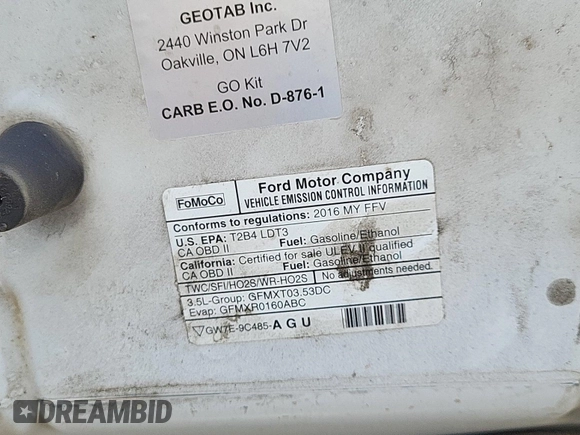 GEOTAB Inc.
2440 Winston Park Dr
Oakville, ON L6H 7V2
GO Kit
CARB E.O. No. D-876-1
FoMoCo
Ford Motor Company
VEHICLE EMISSION CONTROL INFORMATION
Conforms to regulations: 2016 MY FFV
U.S. EPA: T2B4 LDT3 Fuel: Gasoline/Ethanol
CA OBD II
California: Certified for sale ULEV II qualified
CA OBD II Fuel: Gasoline/Ethanol
TWC/SFI/HO2S/WR-HO2S No adjustments needed.
3.5L-Group: GFMXT03.53DC
Evap: GFMXR0160ABC
GW7E-9C485-AGU
DREAMBID